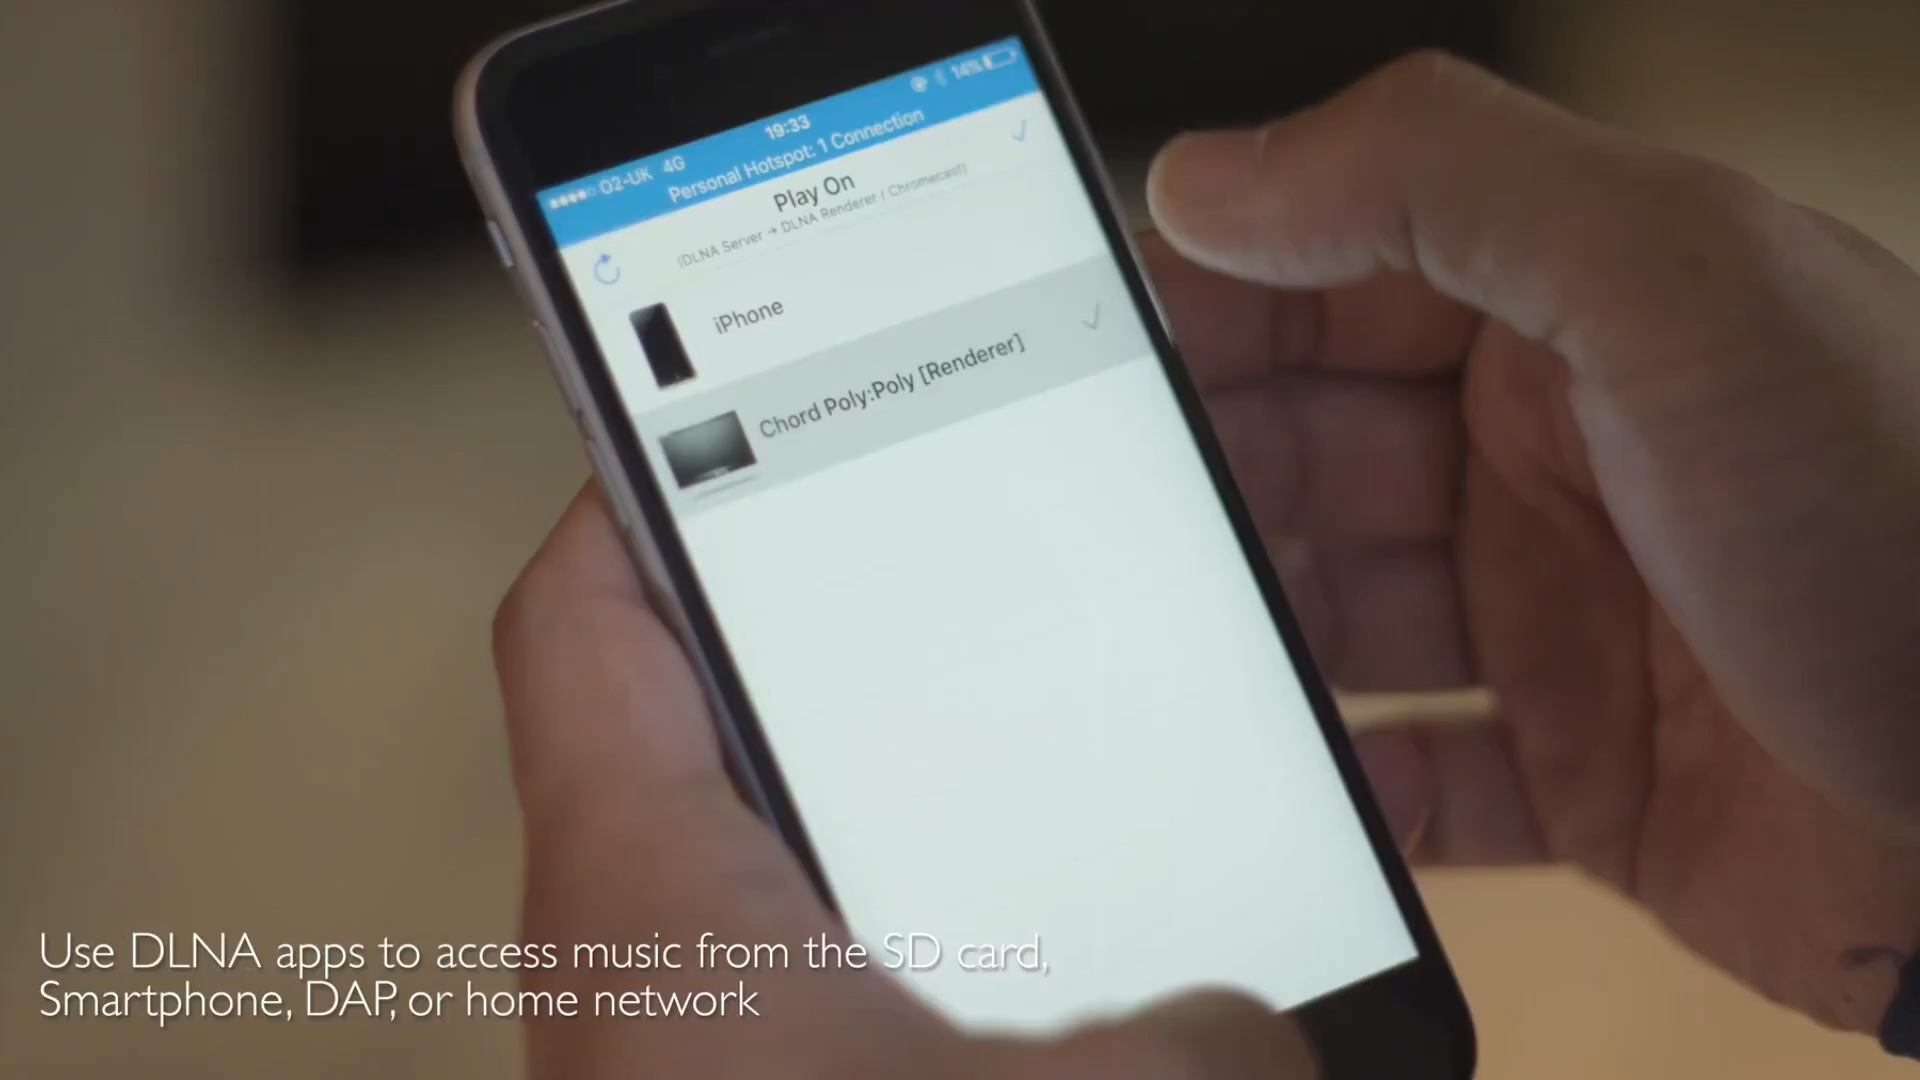 O2-UK 4G 19:33 14%
Personal Hotspot: 1 Connection
Play On
(DLNA Server → DLNA Renderer / Chromecast)
iPhone
Chord Poly:Poly [Renderer]
Use DLNA apps to access music from the SD card,
Smartphone, DAP, or home network